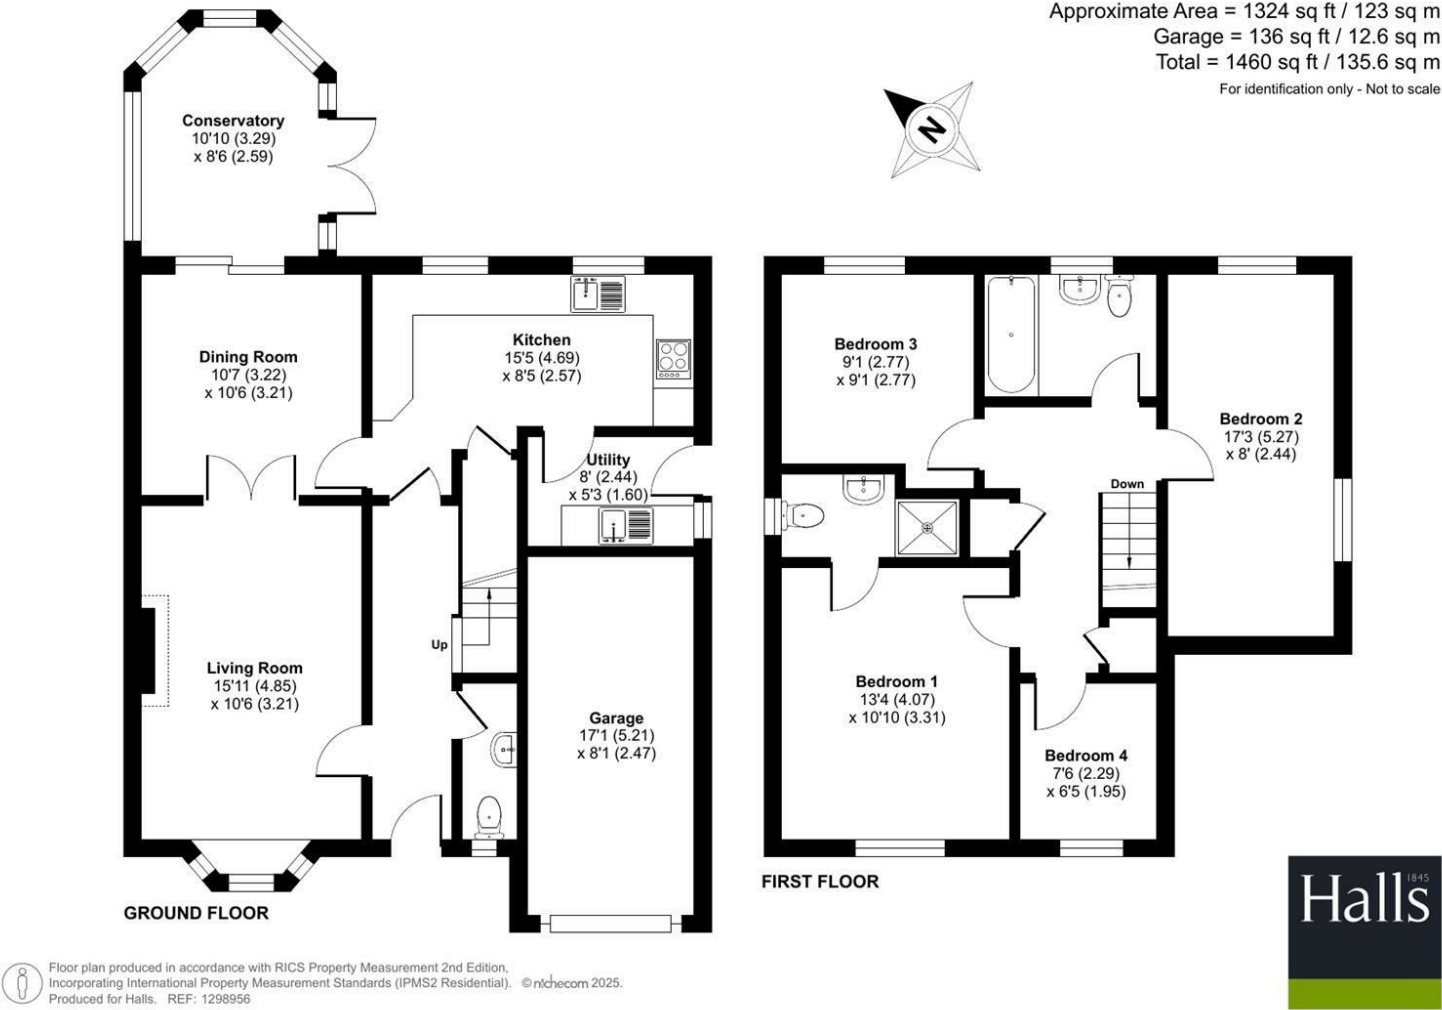 Approximate Area = 1324 sq ft / 123 sq m
Garage = 136 sq ft / 12.6 sq m
Total = 1460 sq ft / 135.6 sq m
For identification only - Not to scale
N
Conservatory
10'10 (3.29)
x 8'6 (2.59)
Dining Room
10'7 (3.22)
x 10'6 (3.21)
Kitchen
15'5 (4.69)
x 8'5 (2.57)
Utility
8' (2.44)
x 5'3 (1.60)
Up
Living Room
15'11 (4.85)
x 10'6 (3.21)
Garage
17'1 (5.21)
x 8'1 (2.47)
GROUND FLOOR
Bedroom 3
9'1 (2.77)
x 9'1 (2.77)
Bedroom 2
17'3 (5.27)
x 8' (2.44)
Down
Bedroom 1
13'4 (4.07)
x 10'10 (3.31)
Bedroom 4
7'6 (2.29)
x 6'5 (1.95)
FIRST FLOOR
1845
Halls
Floor plan produced in accordance with RICS Property Measurement 2nd Edition,
Incorporating International Property Measurement Standards (IPMS2 Residential). © nichecom 2025.
Produced for Halls. REF: 1298956